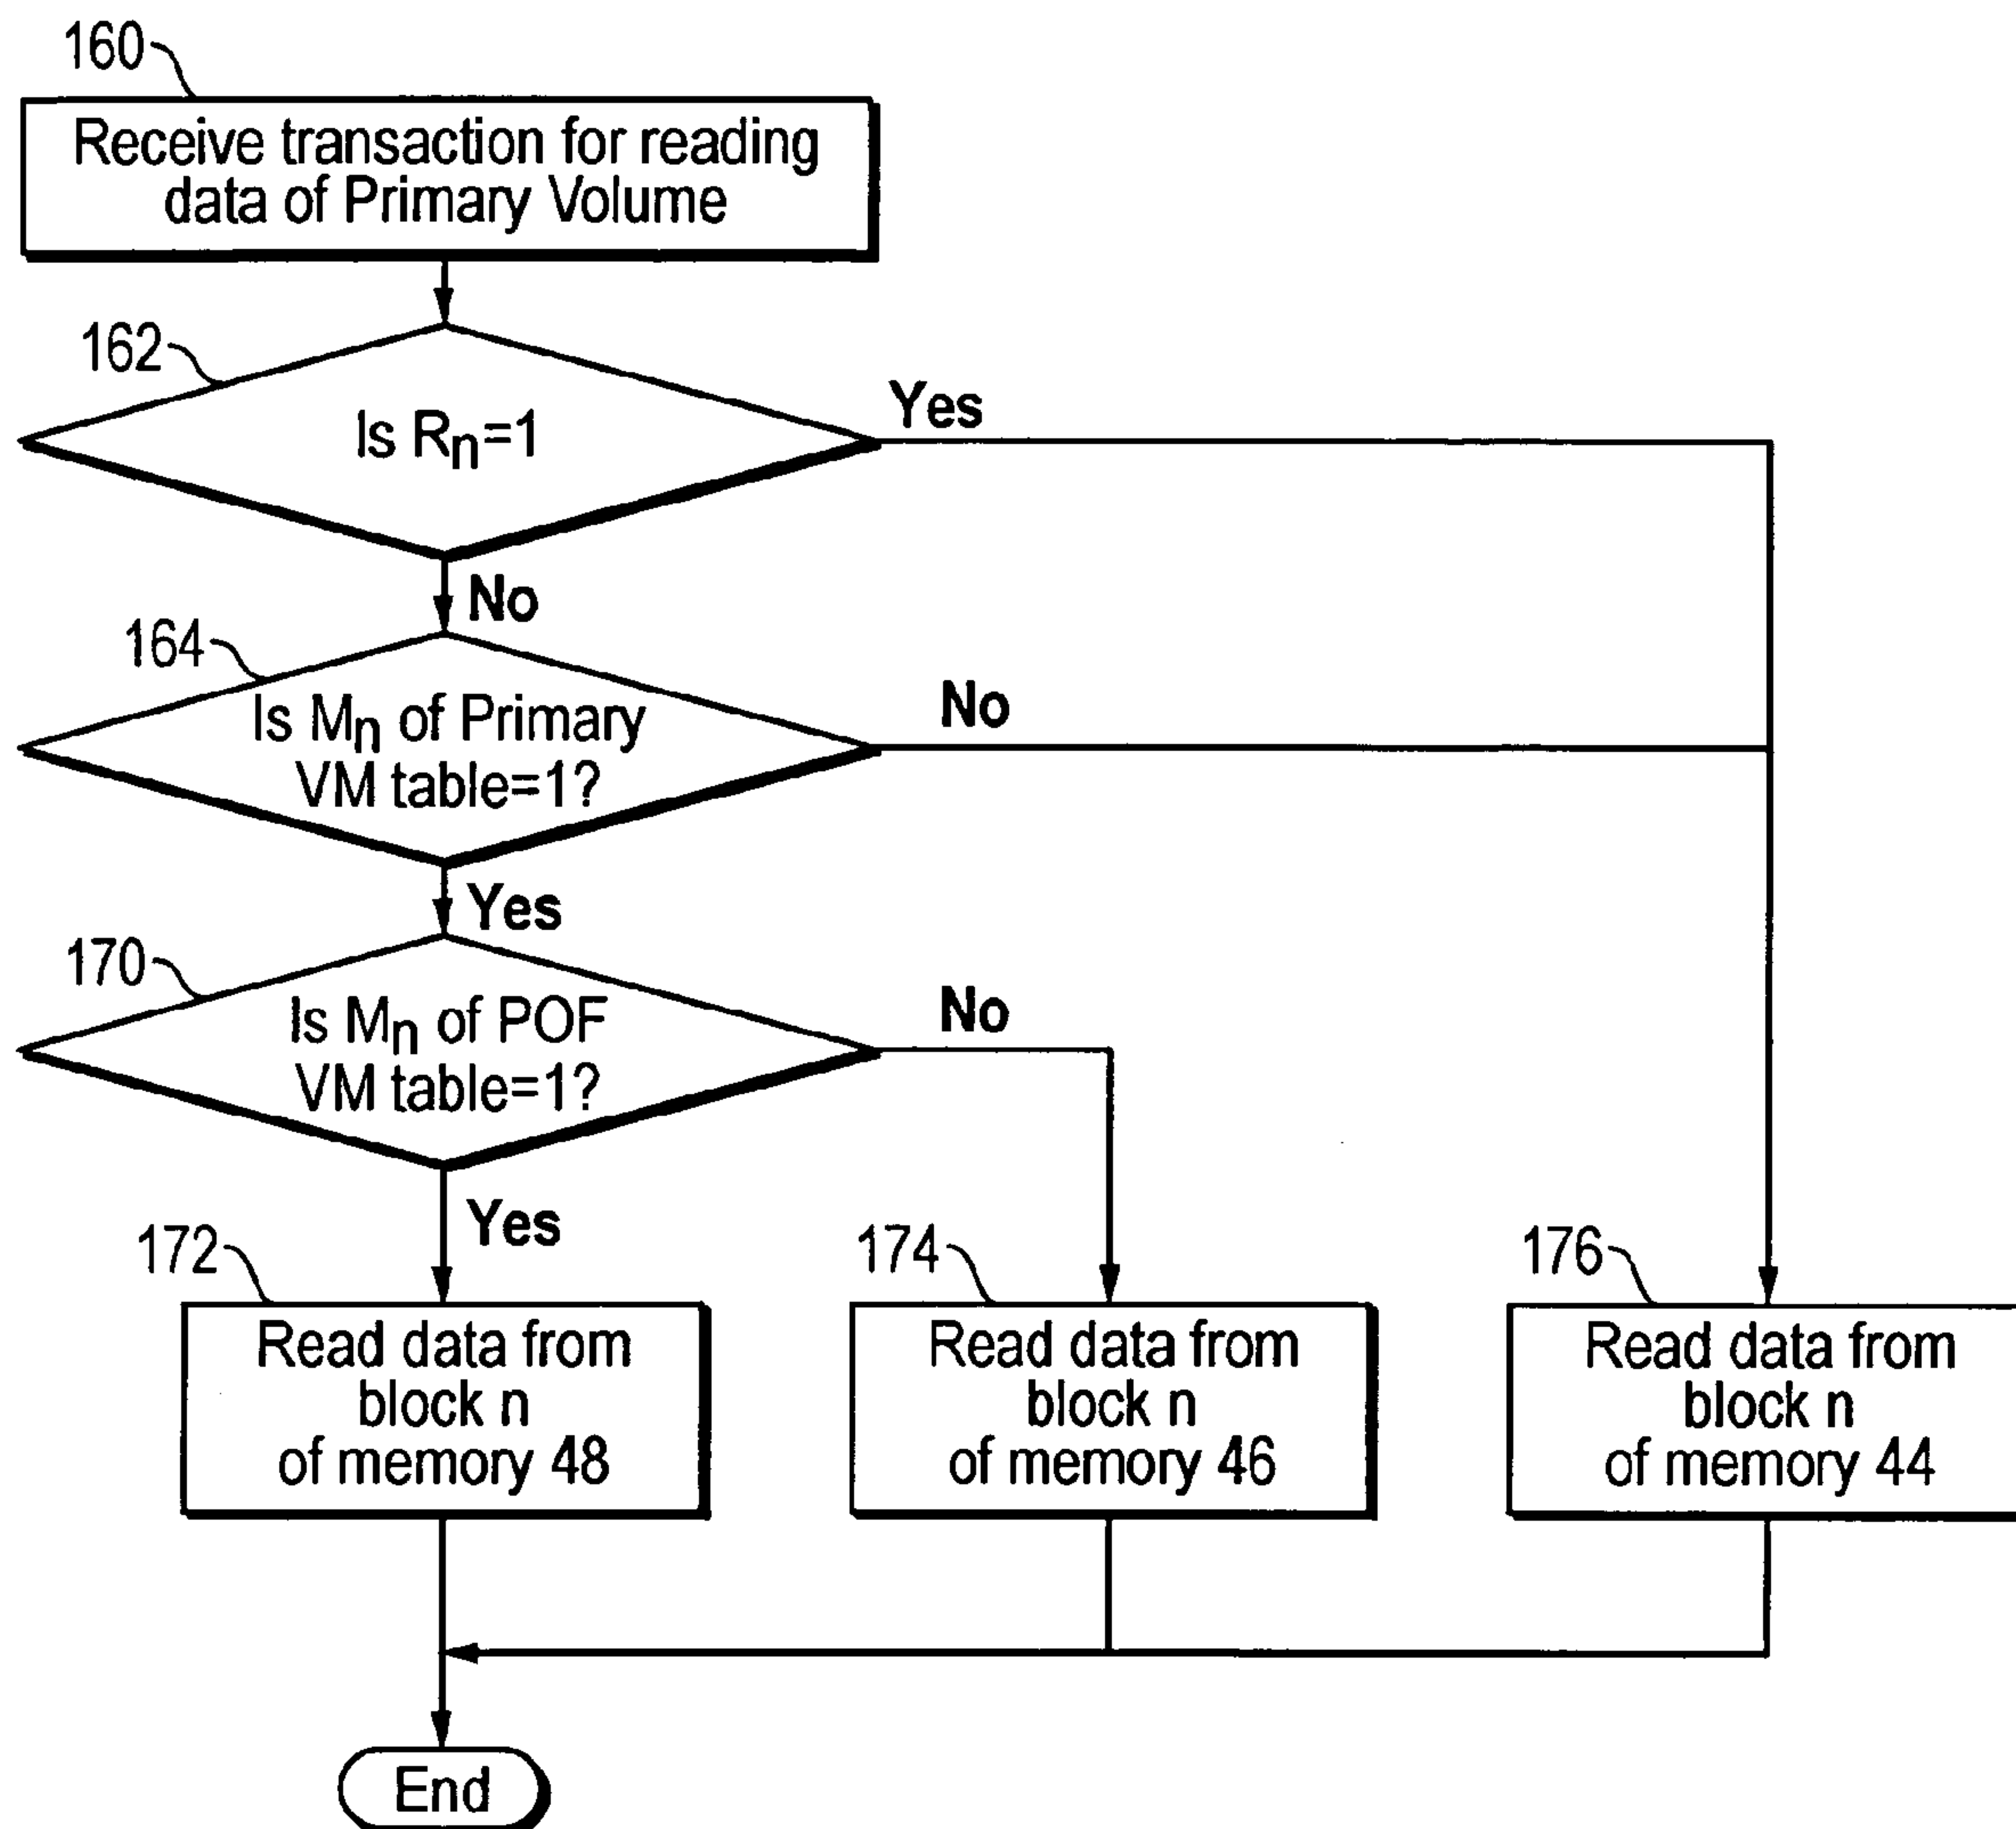 160
Receive transaction for reading
data of Primary Volume
162
Is Rn=1
Yes
No
164
Is Mn of Primary
VM table=1?
No
Yes
170
Is Mn of POF
VM table=1?
No
Yes
172
Read data from
block n
of memory 48
174
Read data from
block n
of memory 46
176
Read data from
block n
of memory 44
End